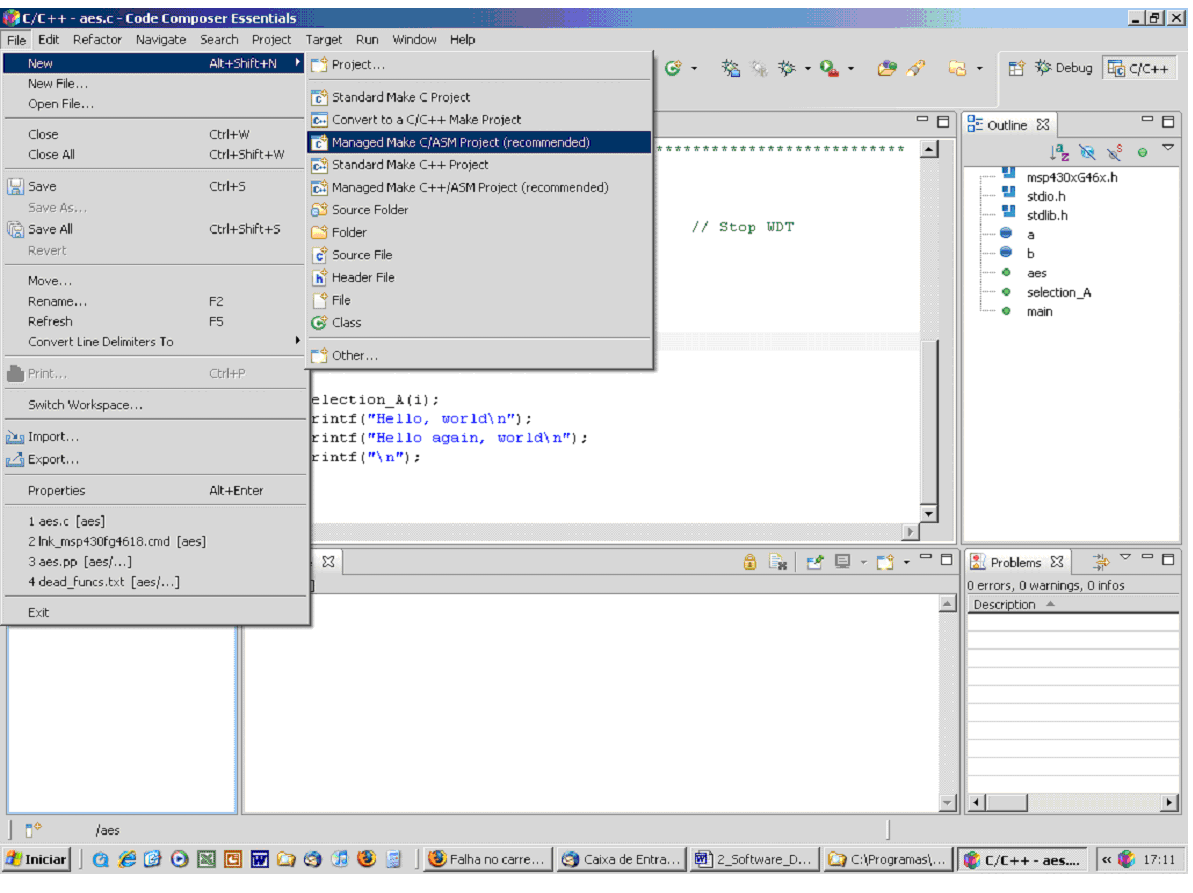 C/C++ - aes.c - Code Composer Essentials
File Edit Refactor Navigate Search Project Target Run Window Help
Debug C/C++
New Alt+Shift+N
New File...
Open File...
Close Ctrl+W
Close All Ctrl+Shift+W
Save Ctrl+S
Save As...
Save All Ctrl+Shift+S
Revert
Move...
Rename... F2
Refresh F5
Convert Line Delimiters To
Print... Ctrl+P
Switch Workspace...
Import...
Export...
Properties Alt+Enter
1 aes.c [aes]
2 lnk_msp430fg4618.cmd [aes]
3 aes.pp [aes/...]
4 dead_funcs.txt [aes/...]
Exit
Project...
Standard Make C Project
Convert to a C/C++ Make Project
Managed Make C/ASM Project (recommended)
Standard Make C++ Project
Managed Make C++/ASM Project (recommended)
Source Folder
Folder
Source File
Header File
File
Class
Other...
***************************
// Stop WDT
election_A(i);
rintf("Hello, world\n");
rintf("Hello again, world\n");
rintf("\n");
Outline
msp430xG46x.h
stdio.h
stdlib.h
a
b
aes
selection_A
main
]
Problems
0 errors, 0 warnings, 0 infos
Description
/aes
Iniciar
Falha no carre...
Caixa de Entra...
2_Software_D...
C:\Programas\...
C/C++ - aes....
17:11